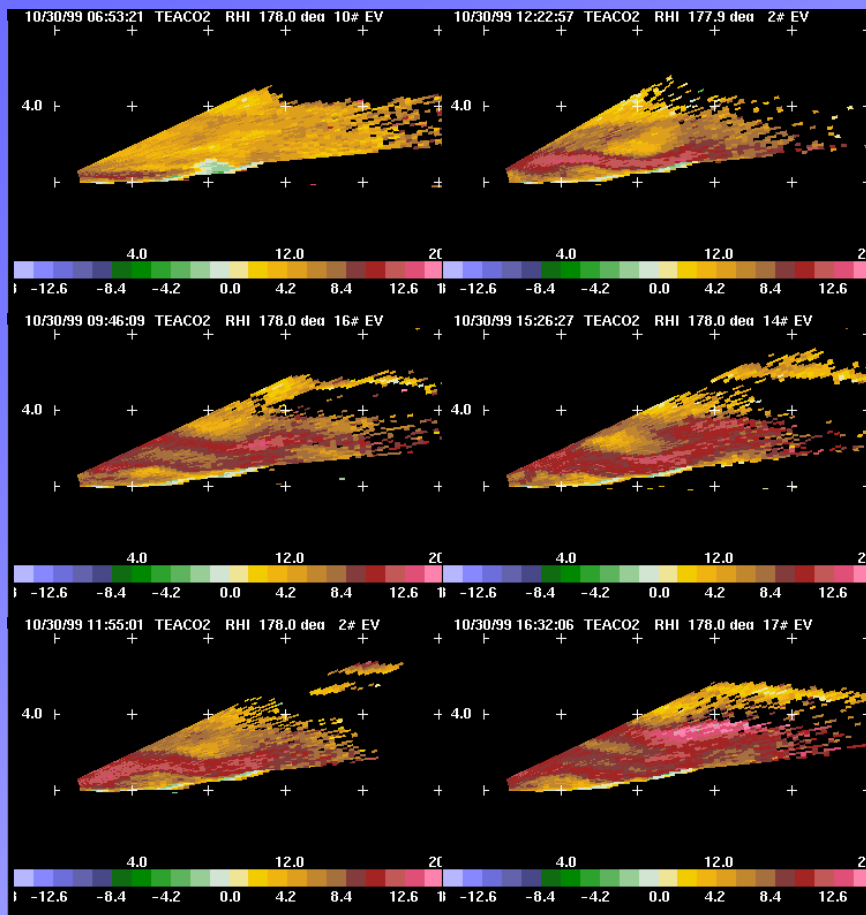 10/30/99 06:53:21 TEACO2 RHI 178.0 deg 10# EV
4.0
4.0 12.0 20
-12.6 -8.4 -4.2 0.0 4.2 8.4 12.6
10/30/99 12:22:57 TEACO2 RHI 177.9 deg 2# EV
4.0
4.0 12.0
-12.6 -8.4 -4.2 0.0 4.2 8.4 12.6
10/30/99 09:46:09 TEACO2 RHI 178.0 deg 16# EV
4.0
4.0 12.0 20
-12.6 -8.4 -4.2 0.0 4.2 8.4 12.6
10/30/99 15:26:27 TEACO2 RHI 178.0 deg 14# EV
4.0
4.0 12.0
-12.6 -8.4 -4.2 0.0 4.2 8.4 12.6
10/30/99 11:55:01 TEACO2 RHI 178.0 deg 2# EV
4.0
4.0 12.0 20
-12.6 -8.4 -4.2 0.0 4.2 8.4 12.6
10/30/99 16:32:06 TEACO2 RHI 178.0 deg 17# EV
4.0
4.0 12.0
-12.6 -8.4 -4.2 0.0 4.2 8.4 12.6